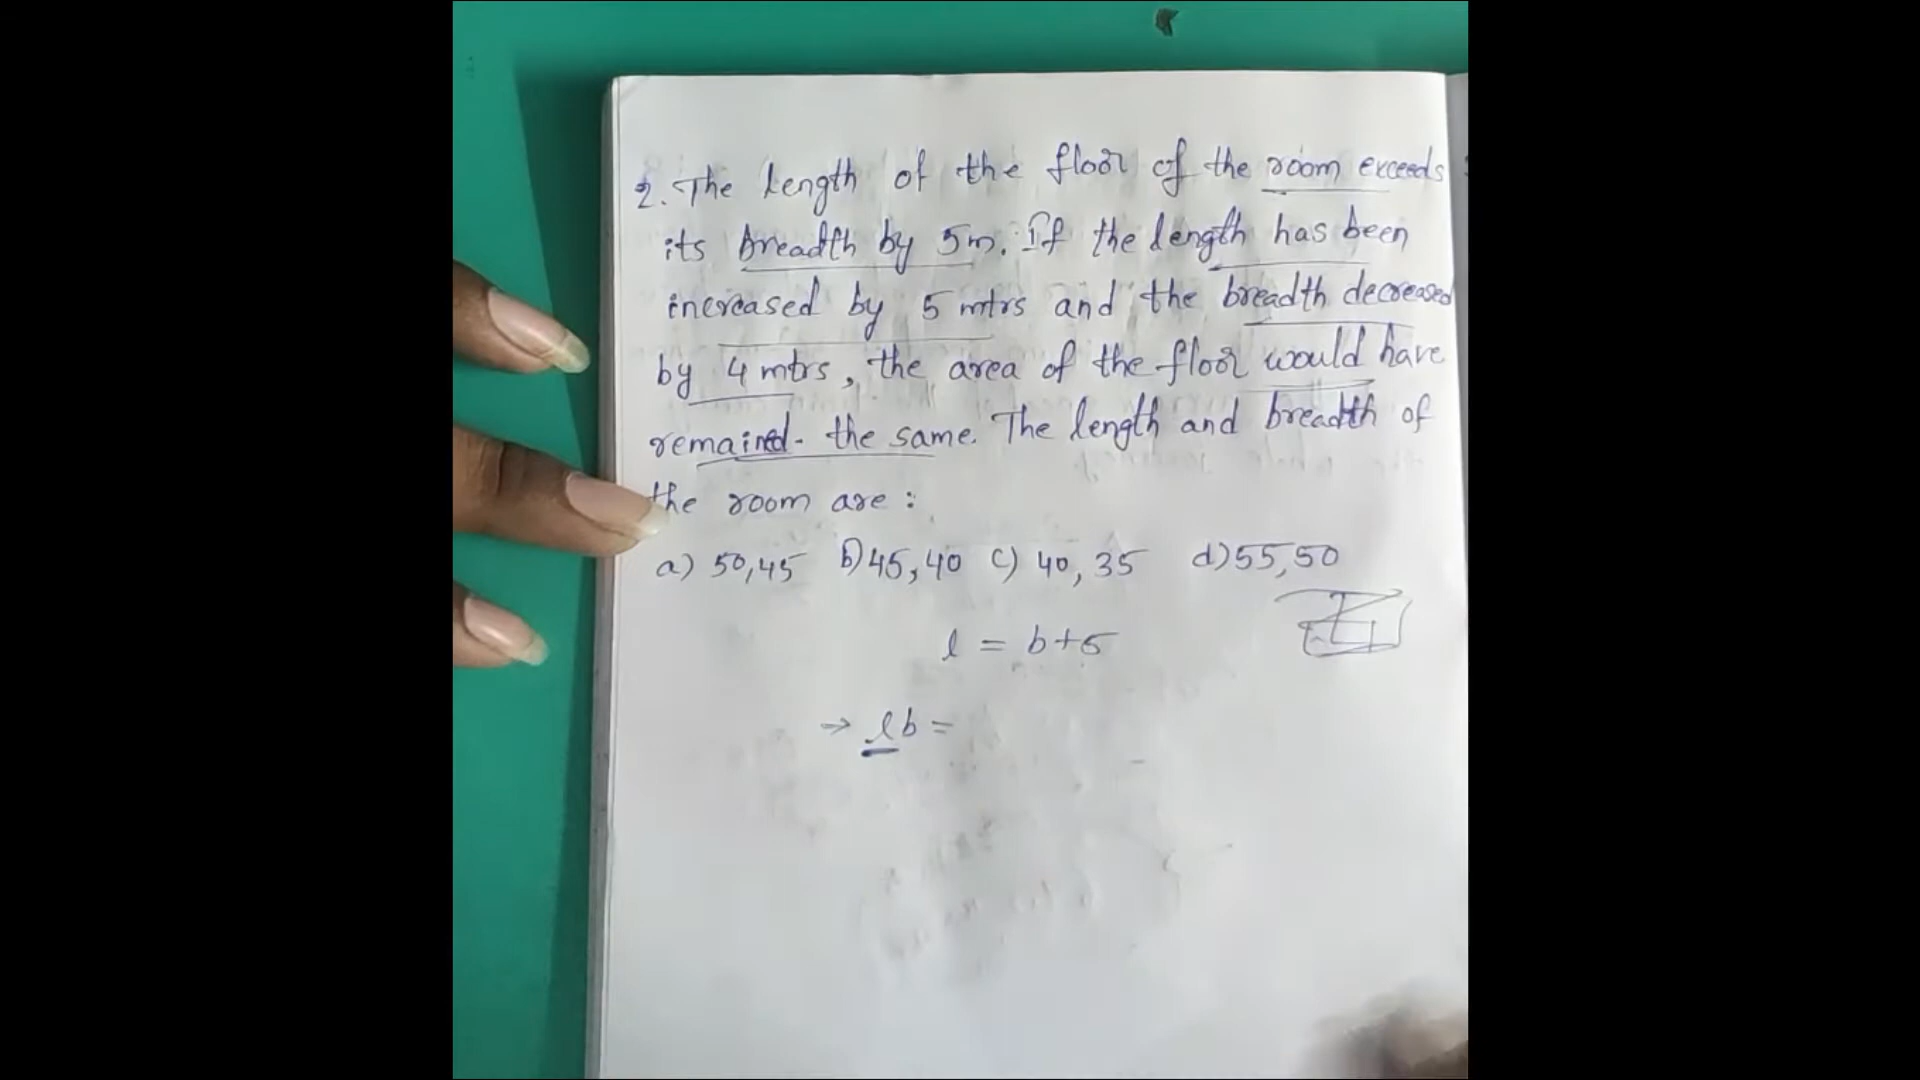 2. The length of the floor of the room exceeds
its breadth by 5m. If the length has been
increased by 5 mtrs and the breadth decreased
by 4 mtrs, the area of the floor would have
remained the same. The length and breadth of
the room are :
a) 50,45 b) 45,40 c) 40, 35 d) 55,50
l = b+5
→ lb =